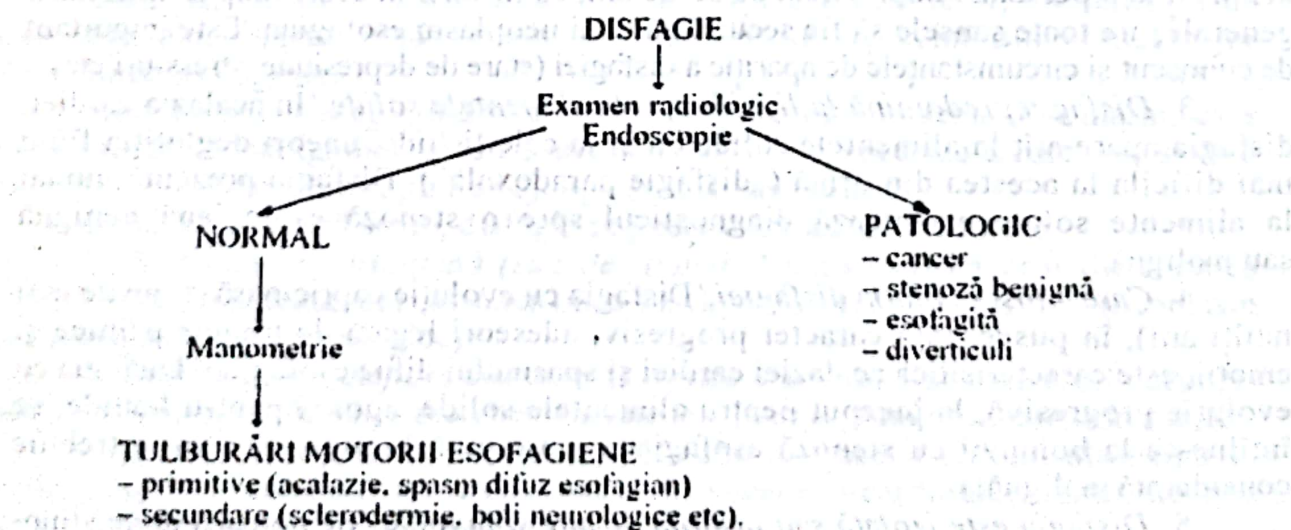 DISFAGIE
Examen radiologic
Endoscopie
NORMAL
Manometrie
TULBURĂRI MOTORII ESOFAGIENE
– primitive (acalazie, spasm difuz esofagian)
– secundare (sclerodermie, boli neurologice etc).
PATOLOGIC
– cancer
– stenoză benignă
– esofagită
– diverticuli